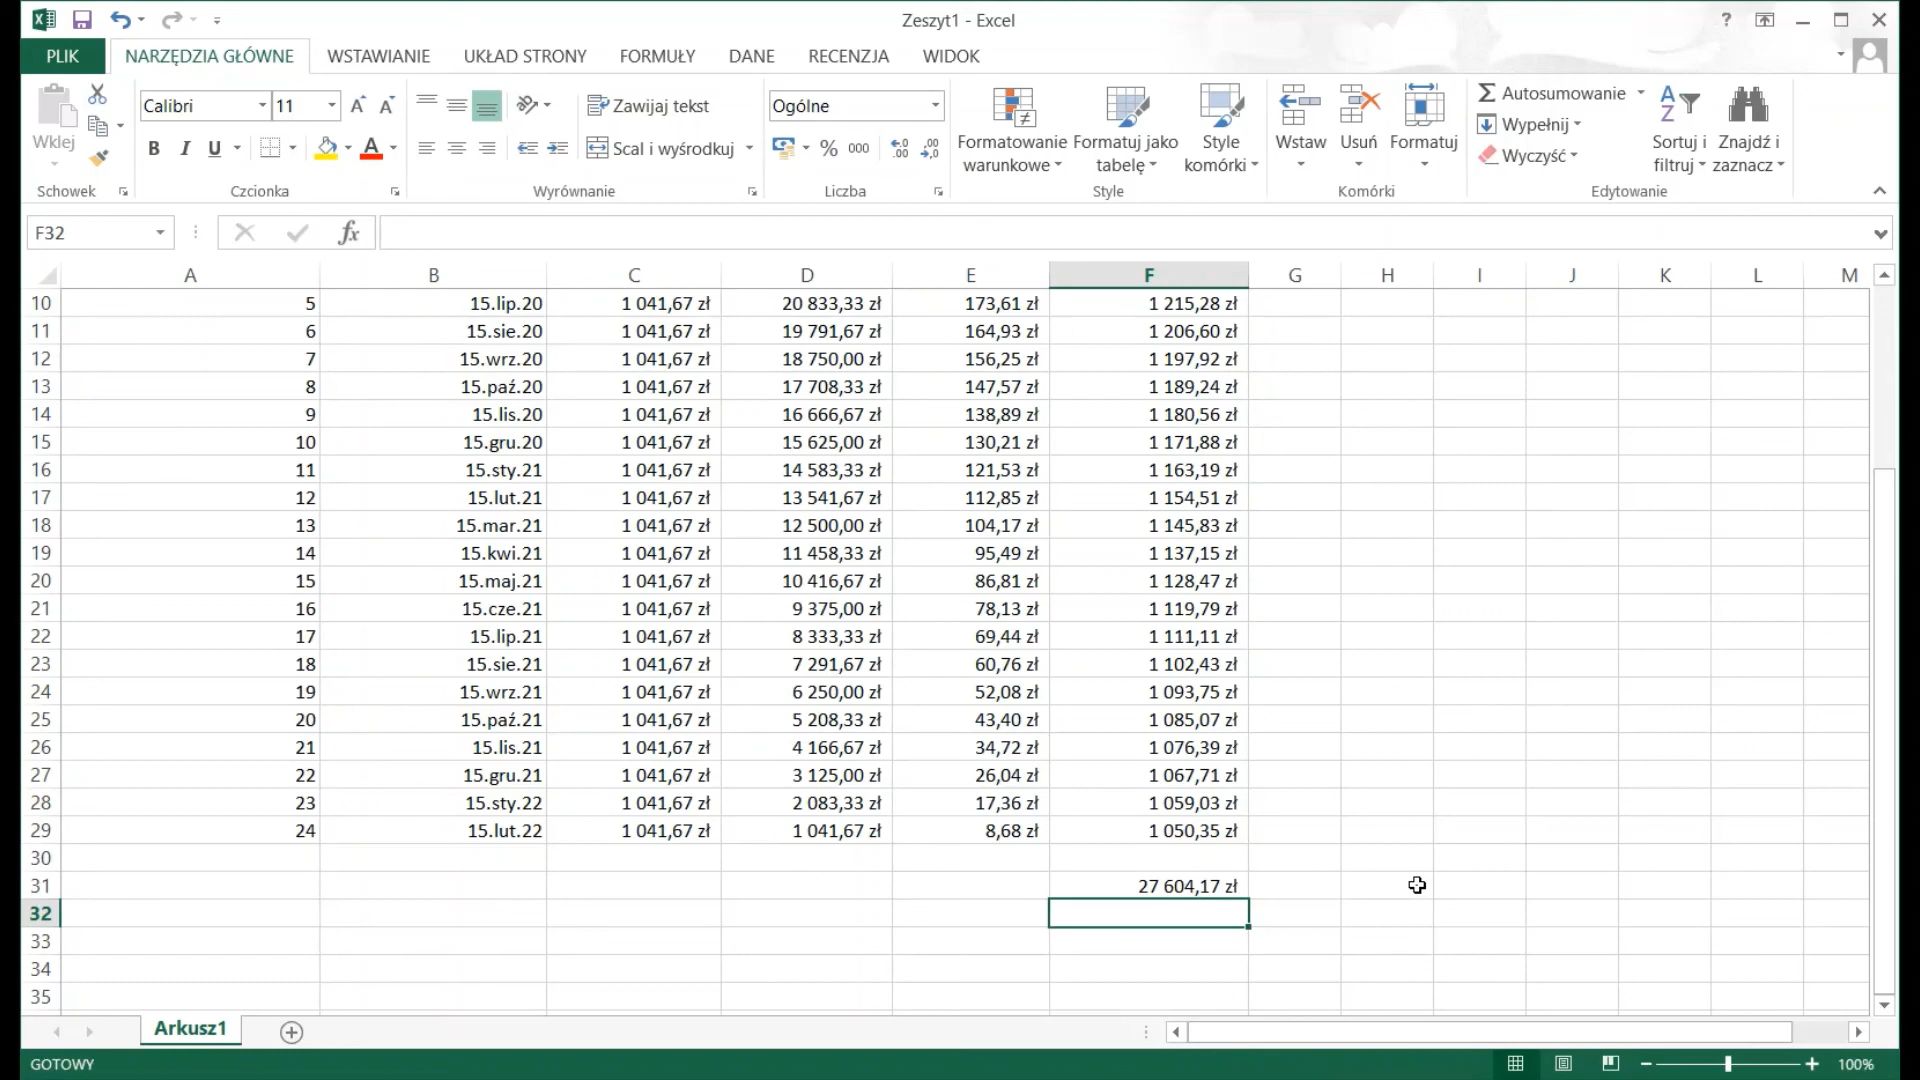 Zeszyt1 - Excel
?
PLIK NARZĘDZIA GŁÓWNE WSTAWIANIE UKŁAD STRONY FORMUŁY DANE RECENZJA WIDOK
Wklej
Schowek
Calibri 11
B I U
Czcionka
Zawijaj tekst
Scal i wyśrodkuj
Wyrównanie
Ogólne
% 000
Liczba
Formatowanie warunkowe
Formatuj jako tabelę
Style komórki
Style
Wstaw
Usuń
Formatuj
Komórki
Autosumowanie
Wypełnij
Wyczyść
Sortuj i filtruj
Znajdź i zaznacz
Edytowanie
F32 fx
A B C D E F G H I J K L M
10 5 15.lip.20 1 041,67 zł 20 833,33 zł 173,61 zł 1 215,28 zł
11 6 15.sie.20 1 041,67 zł 19 791,67 zł 164,93 zł 1 206,60 zł
12 7 15.wrz.20 1 041,67 zł 18 750,00 zł 156,25 zł 1 197,92 zł
13 8 15.paź.20 1 041,67 zł 17 708,33 zł 147,57 zł 1 189,24 zł
14 9 15.lis.20 1 041,67 zł 16 666,67 zł 138,89 zł 1 180,56 zł
15 10 15.gru.20 1 041,67 zł 15 625,00 zł 130,21 zł 1 171,88 zł
16 11 15.sty.21 1 041,67 zł 14 583,33 zł 121,53 zł 1 163,19 zł
17 12 15.lut.21 1 041,67 zł 13 541,67 zł 112,85 zł 1 154,51 zł
18 13 15.mar.21 1 041,67 zł 12 500,00 zł 104,17 zł 1 145,83 zł
19 14 15.kwi.21 1 041,67 zł 11 458,33 zł 95,49 zł 1 137,15 zł
20 15 15.maj.21 1 041,67 zł 10 416,67 zł 86,81 zł 1 128,47 zł
21 16 15.cze.21 1 041,67 zł 9 375,00 zł 78,13 zł 1 119,79 zł
22 17 15.lip.21 1 041,67 zł 8 333,33 zł 69,44 zł 1 111,11 zł
23 18 15.sie.21 1 041,67 zł 7 291,67 zł 60,76 zł 1 102,43 zł
24 19 15.wrz.21 1 041,67 zł 6 250,00 zł 52,08 zł 1 093,75 zł
25 20 15.paź.21 1 041,67 zł 5 208,33 zł 43,40 zł 1 085,07 zł
26 21 15.lis.21 1 041,67 zł 4 166,67 zł 34,72 zł 1 076,39 zł
27 22 15.gru.21 1 041,67 zł 3 125,00 zł 26,04 zł 1 067,71 zł
28 23 15.sty.22 1 041,67 zł 2 083,33 zł 17,36 zł 1 059,03 zł
29 24 15.lut.22 1 041,67 zł 1 041,67 zł 8,68 zł 1 050,35 zł
30
31 27 604,17 zł
32
33
34
35
Arkusz1
GOTOWY 100%